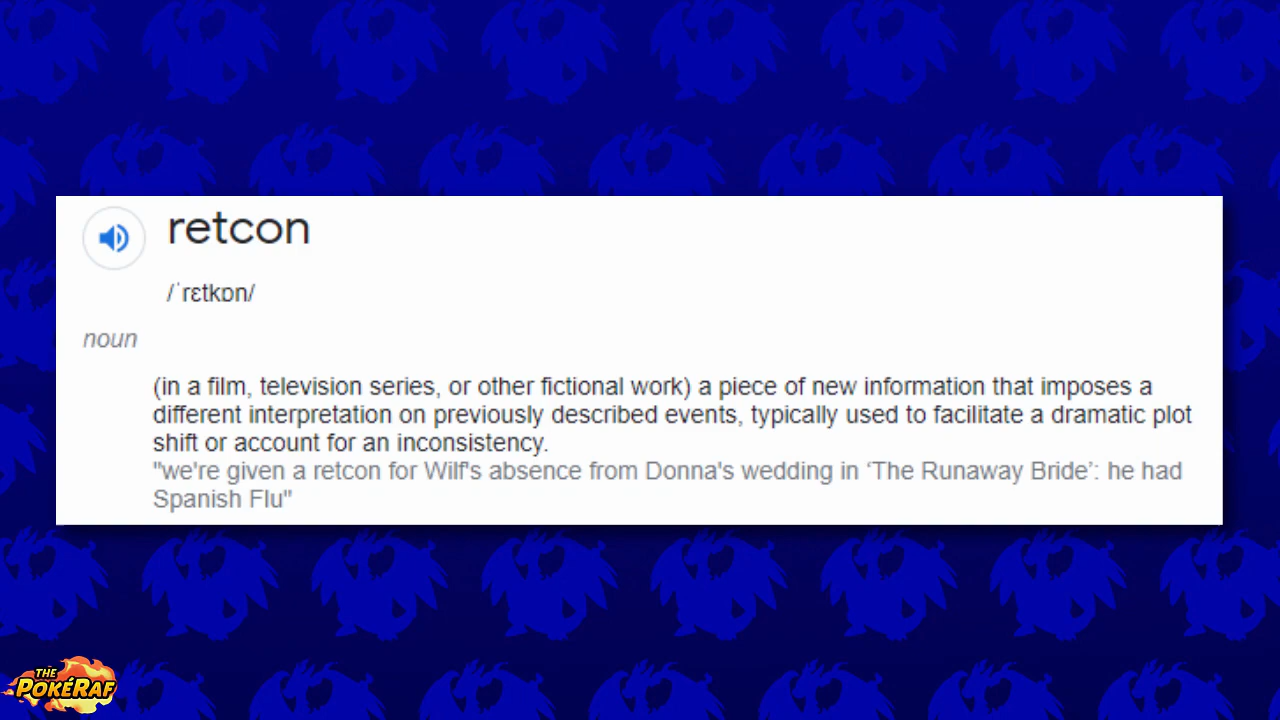 retcon
/ˈrɛtkɒn/
noun
(in a film, television series, or other fictional work) a piece of new information that imposes a
different interpretation on previously described events, typically used to facilitate a dramatic plot
shift or account for an inconsistency.
"we're given a retcon for Wilf's absence from Donna's wedding in ‘The Runaway Bride’: he had
Spanish Flu"
THE
POKÉRAF